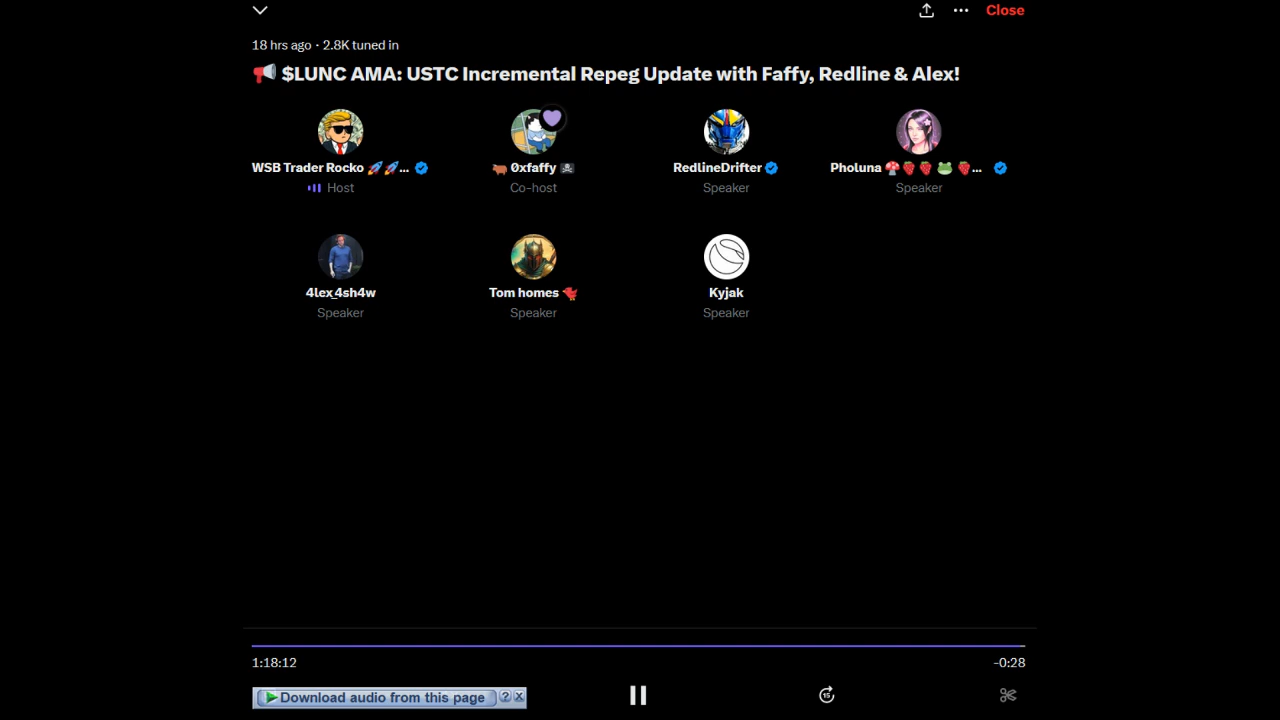 Close
18 hrs ago · 2.8K tuned in
📢 $LUNC AMA: USTC Incremental Repeg Update with Faffy, Redline & Alex!
WSB Trader Rocko 🚀🚀... 🐂 0xfaffy 🏴‍☠️ RedlineDrifter Pholuna 🍄🍓🍓🐸🍓...
Host Co-host Speaker Speaker
4lex_4sh4w Tom homes 🐦 Kyjak
Speaker Speaker Speaker
1:18:12 -0:28
Download audio from this page ? x
15